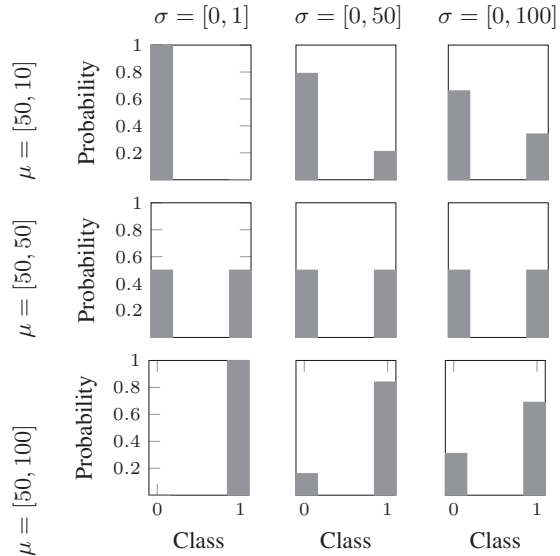 σ = [0, 1] σ = [0, 50] σ = [0, 100]
μ = [50, 10]
Probability
1
0.8
0.6
0.4
0.2
μ = [50, 50]
Probability
1
0.8
0.6
0.4
0.2
μ = [50, 100]
Probability
1
0.8
0.6
0.4
0.2
0 1 0 1 0 1
Class Class Class